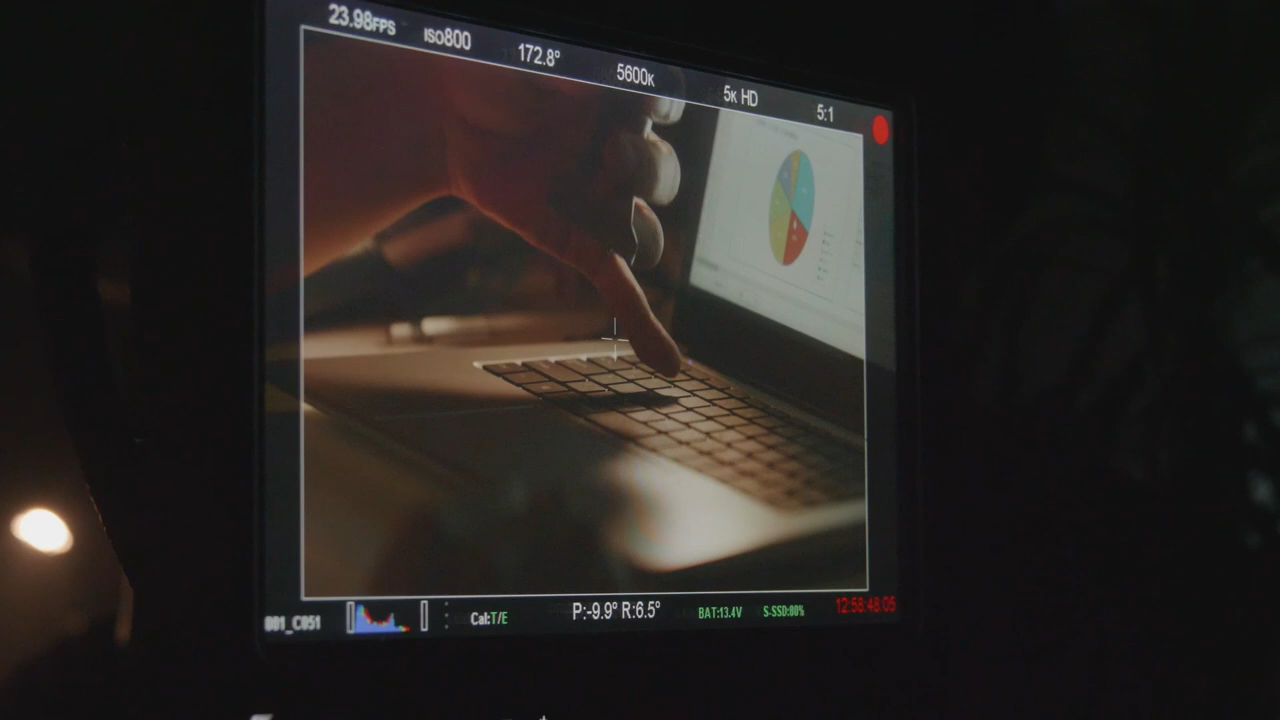 23.98FPS ISO800 172.8° 5600K 5K HD 5:1
001_C051 Cal:T/E P:-9.9° R:6.5° BAT:13.4V S-SSD:80% 12:58:48.05